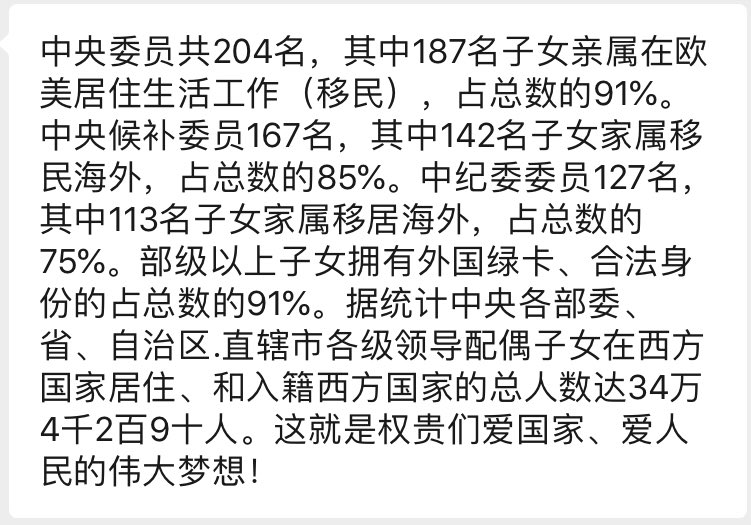 中央委员共204名，其中187名子女亲属在欧
美居住生活工作（移民），占总数的91%。
中央候补委员167名，其中142名子女家属移
民海外，占总数的85%。中纪委委员127名，
其中113名子女家属移居海外，占总数的
75%。部级以上子女拥有外国绿卡、合法身
份的占总数的91%。据统计中央各部委、
省、自治区.直辖市各级领导配偶子女在西方
国家居住、和入籍西方国家的总人数达34万
4千2百9十人。这就是权贵们爱国家、爱人
民的伟大梦想！